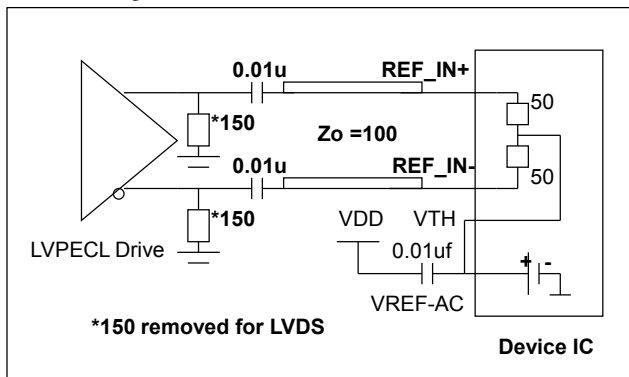 0.01u
REF_IN+
*150
50
Zo =100
0.01u
REF_IN-
50
*150
VDD
VTH
LVPECL Drive
0.01uf
+ -
VREF-AC
*150 removed for LVDS
Device IC